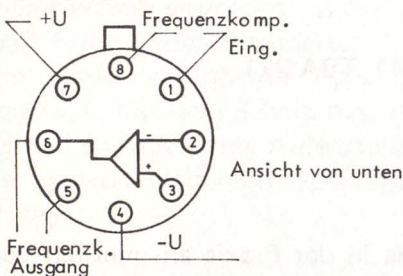 +U
Frequenzkomp.
Eing.
8
7
1
6
-
2
+
5
3
4
Ansicht von unten
-U
Frequenzk.
Ausgang